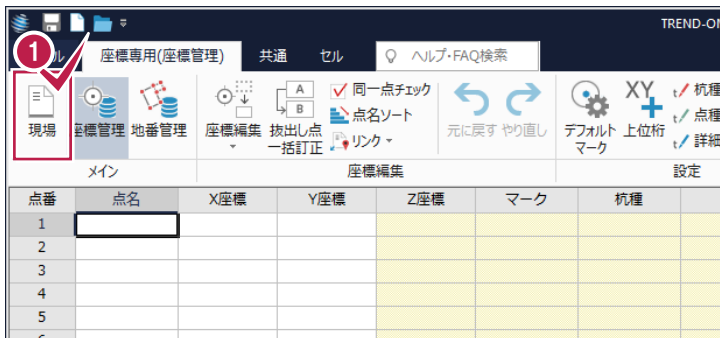 TREND-ON
1
ル
座標専用(座標管理)
共通
セル
ヘルプ・FAQ検索
現場
座標管理
地番管理
座標編集
A
B
抜出し点
一括訂正
同一点チェック
点名ソート
リンク
元に戻す
やり直し
デフォルト
マーク
XY
上位桁
杭種
点種
詳細
メイン
座標編集
設定
点番 点名 X座標 Y座標 Z座標 マーク 杭種
1
2
3
4
5